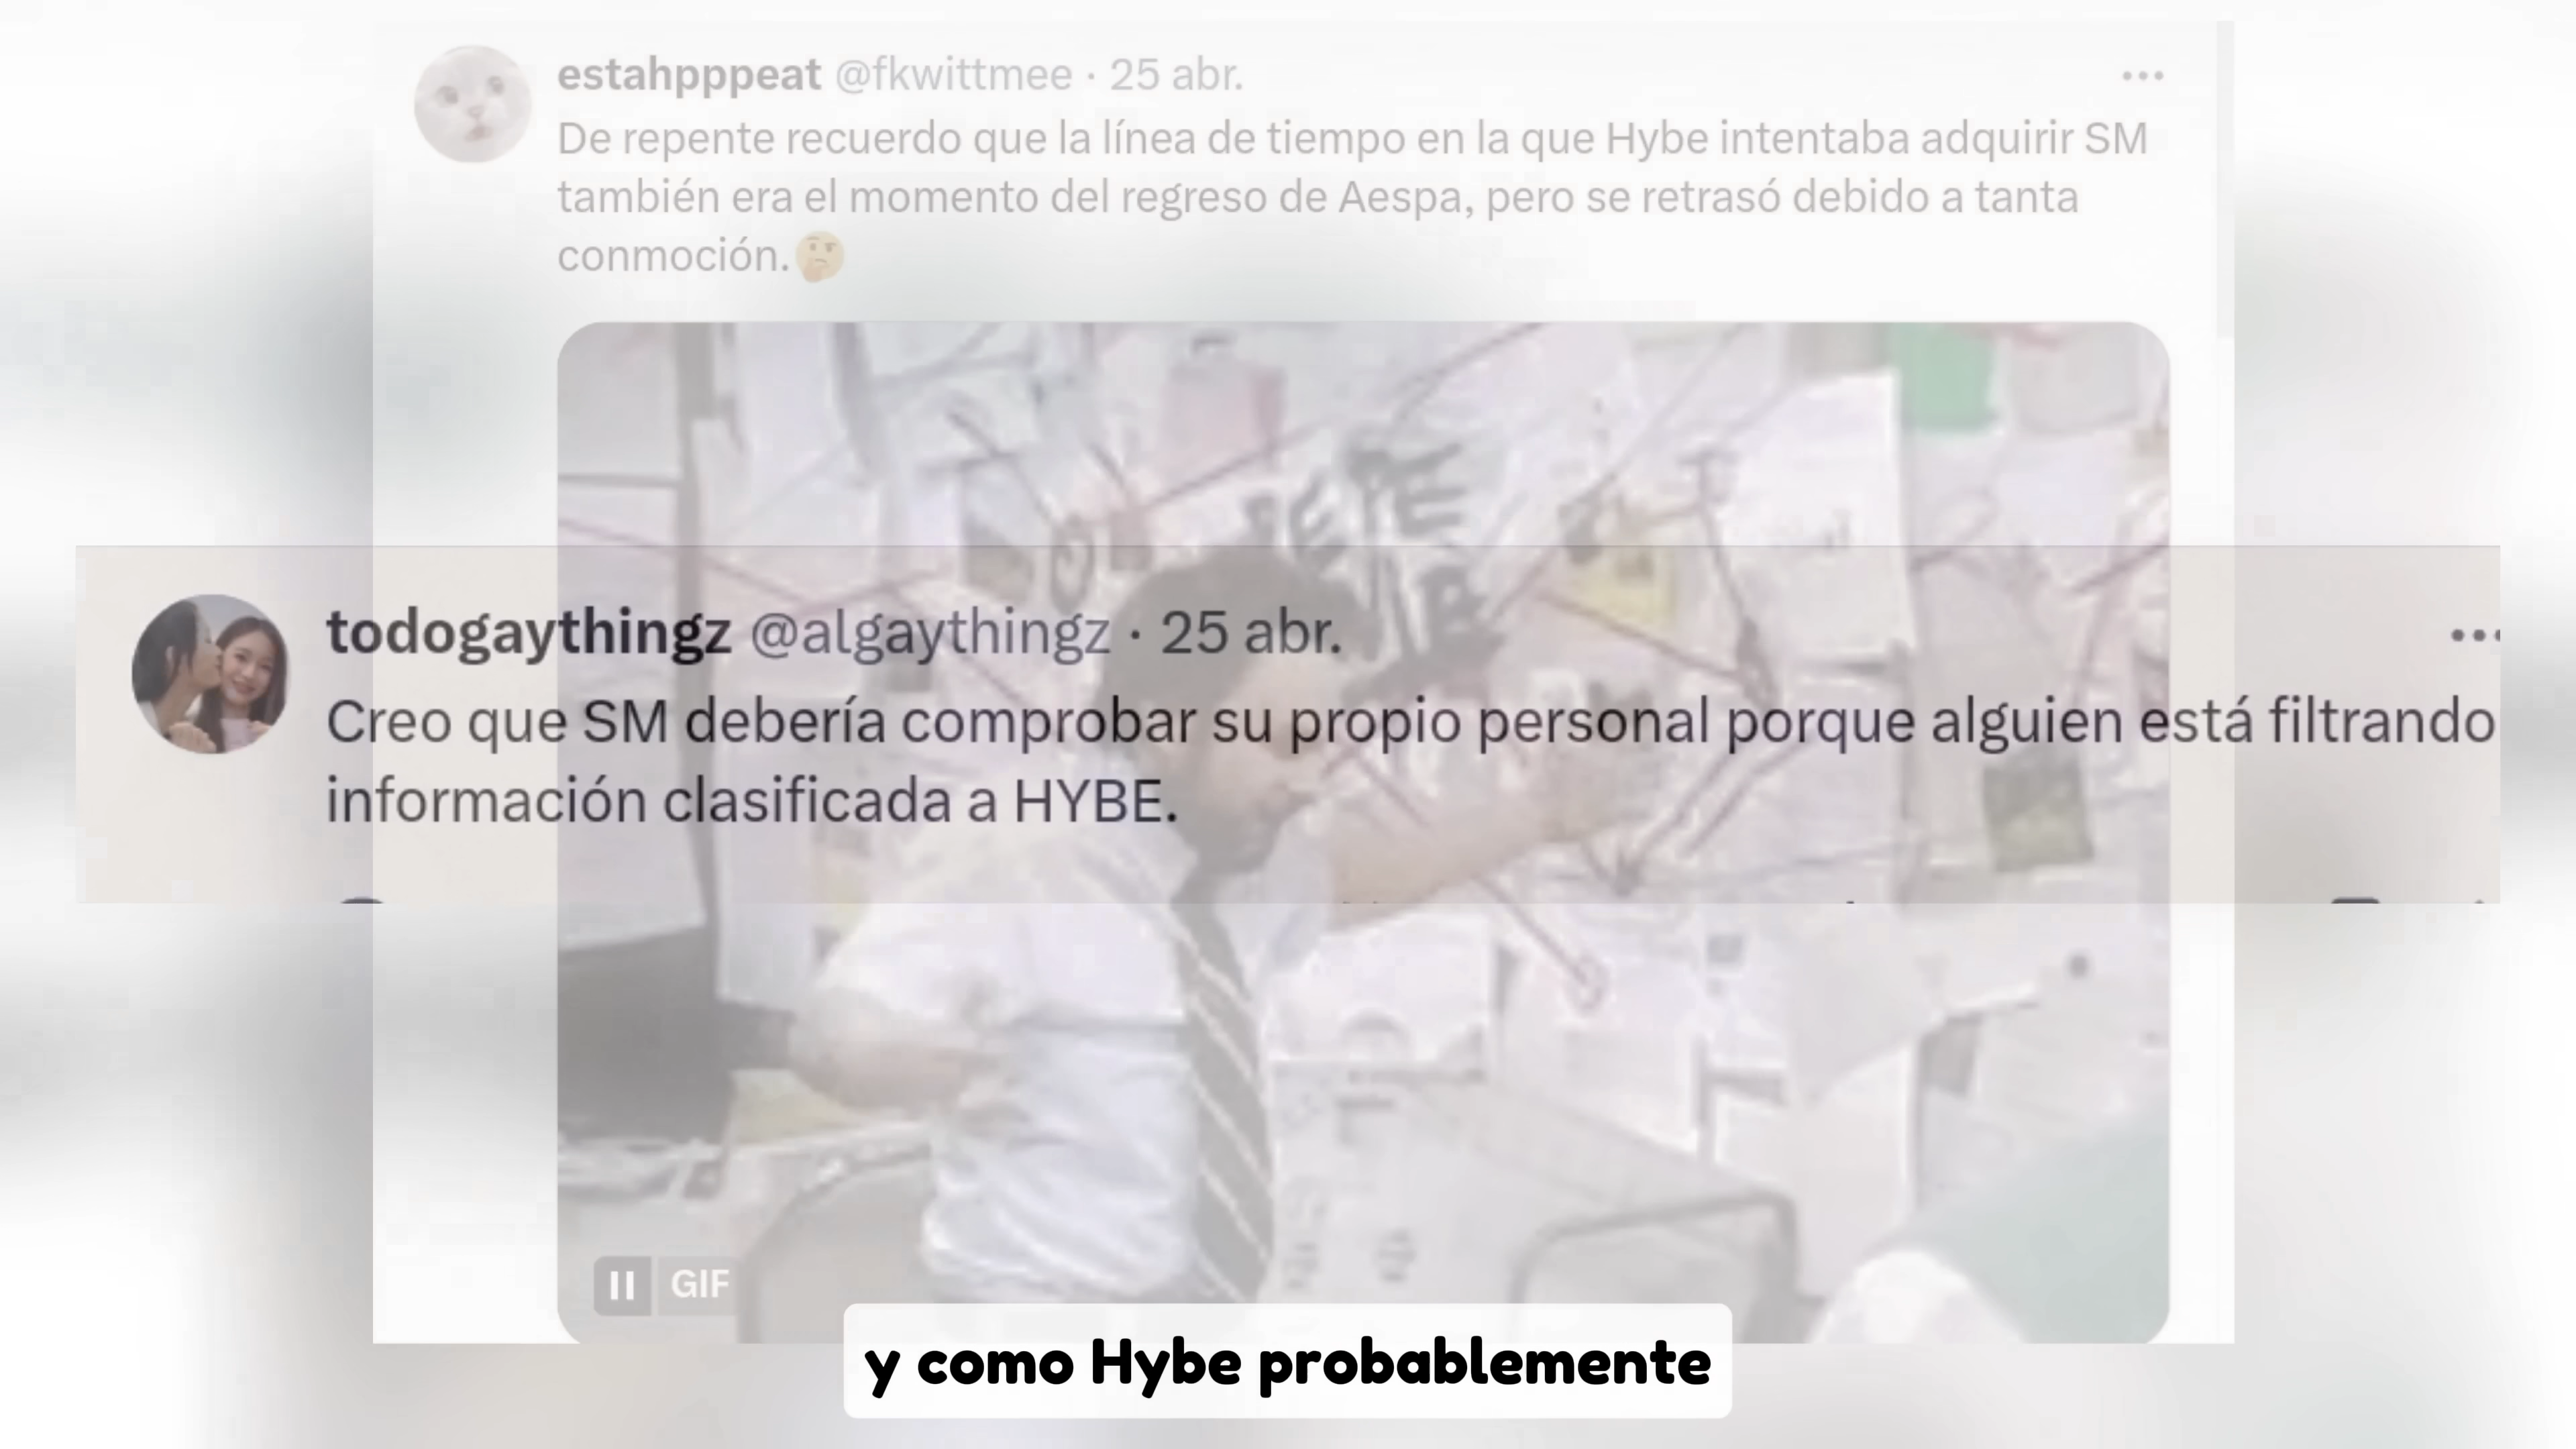 estahpppeat @fkwittmee · 25 abr.
De repente recuerdo que la línea de tiempo en la que Hybe intentaba adquirir SM
también era el momento del regreso de Aespa, pero se retrasó debido a tanta
conmoción.🤔
todogaythingz @algaythingz · 25 abr.
Creo que SM debería comprobar su propio personal porque alguien está filtrando
información clasificada a HYBE.
GIF
y como Hybe probablemente